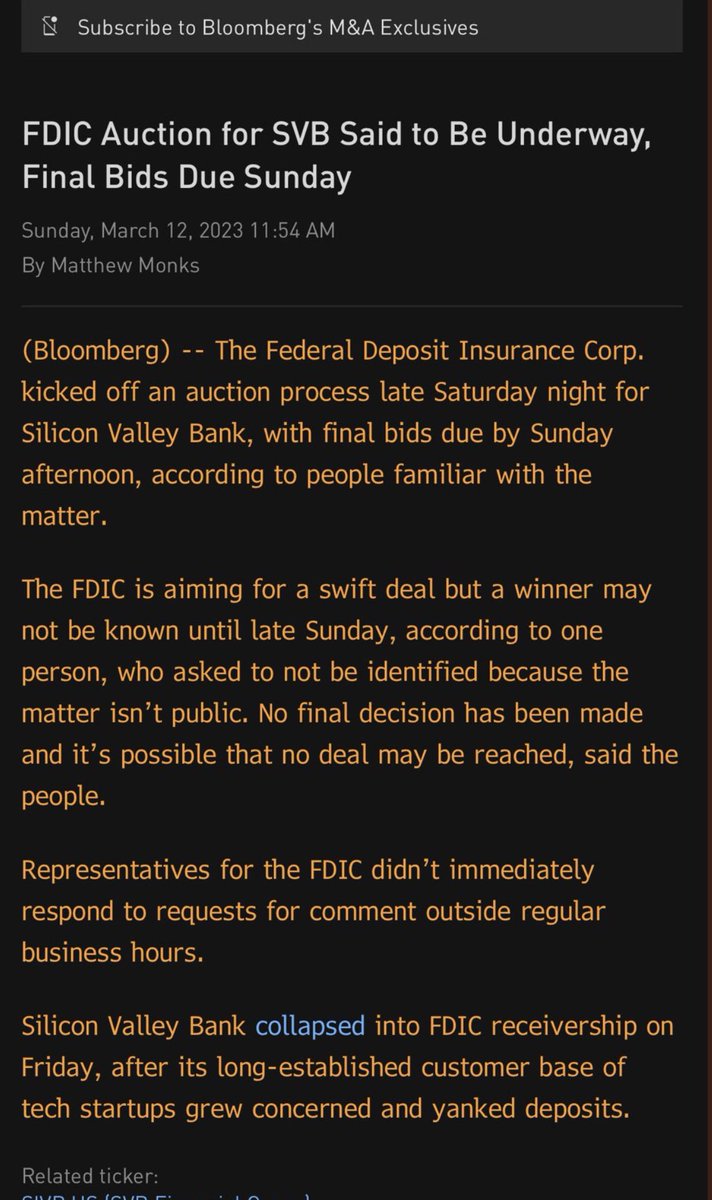 Subscribe to Bloomberg's M&A Exclusives
FDIC Auction for SVB Said to Be Underway,
Final Bids Due Sunday
Sunday, March 12, 2023 11:54 AM
By Matthew Monks
(Bloomberg) -- The Federal Deposit Insurance Corp.
kicked off an auction process late Saturday night for
Silicon Valley Bank, with final bids due by Sunday
afternoon, according to people familiar with the
matter.
The FDIC is aiming for a swift deal but a winner may
not be known until late Sunday, according to one
person, who asked to not be identified because the
matter isn’t public. No final decision has been made
and it’s possible that no deal may be reached, said the
people.
Representatives for the FDIC didn’t immediately
respond to requests for comment outside regular
business hours.
Silicon Valley Bank collapsed into FDIC receivership on
Friday, after its long-established customer base of
tech startups grew concerned and yanked deposits.
Related ticker: